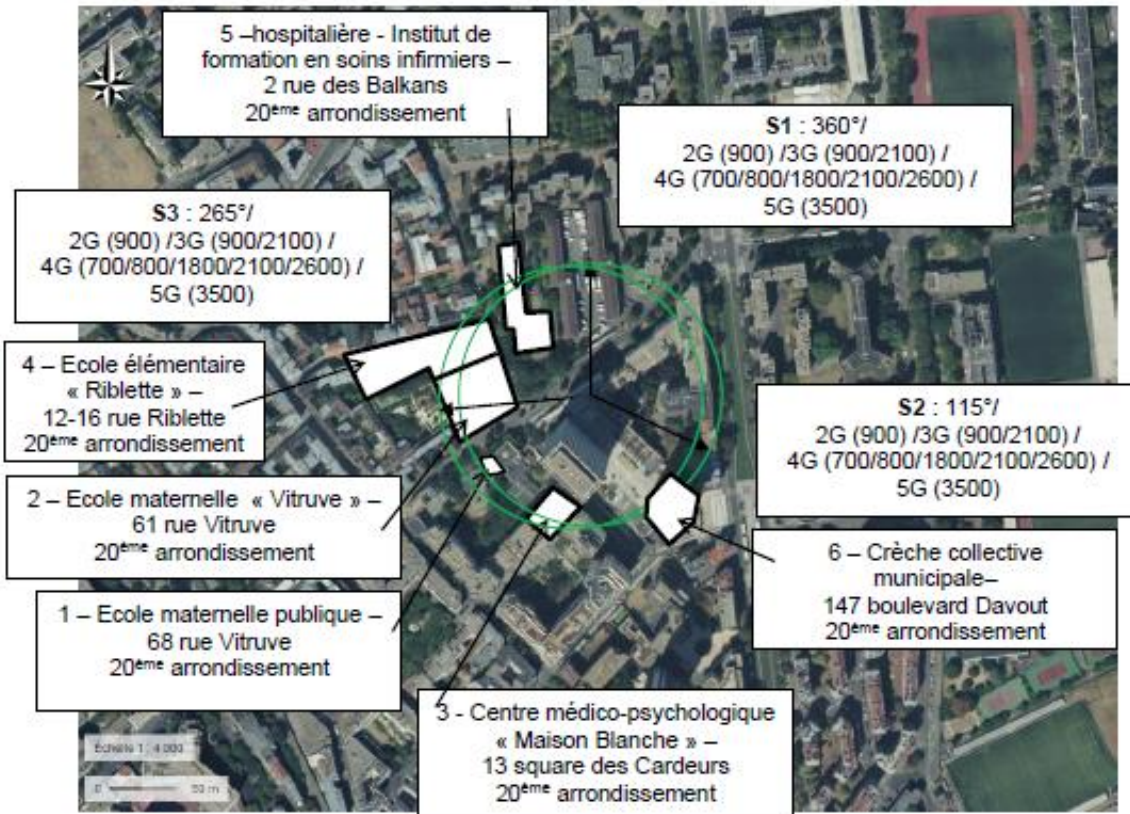 5 –hospitalière - Institut de
formation en soins infirmiers –
2 rue des Balkans
20ème arrondissement
S1 : 360°/
2G (900) /3G (900/2100) /
4G (700/800/1800/2100/2600) /
5G (3500)
S3 : 265°/
2G (900) /3G (900/2100) /
4G (700/800/1800/2100/2600) /
5G (3500)
4 – Ecole élémentaire
« Riblette » –
12-16 rue Riblette
20ème arrondissement
S2 : 115°/
2G (900) /3G (900/2100) /
4G (700/800/1800/2100/2600) /
5G (3500)
2 – Ecole maternelle « Vitruve » –
61 rue Vitruve
20ème arrondissement
6 – Crèche collective
municipale–
147 boulevard Davout
20ème arrondissement
1 – Ecole maternelle publique –
68 rue Vitruve
20ème arrondissement
3 - Centre médico-psychologique
« Maison Blanche » –
13 square des Cardeurs
20ème arrondissement
Echelle 1 : 4 000
0 50 m